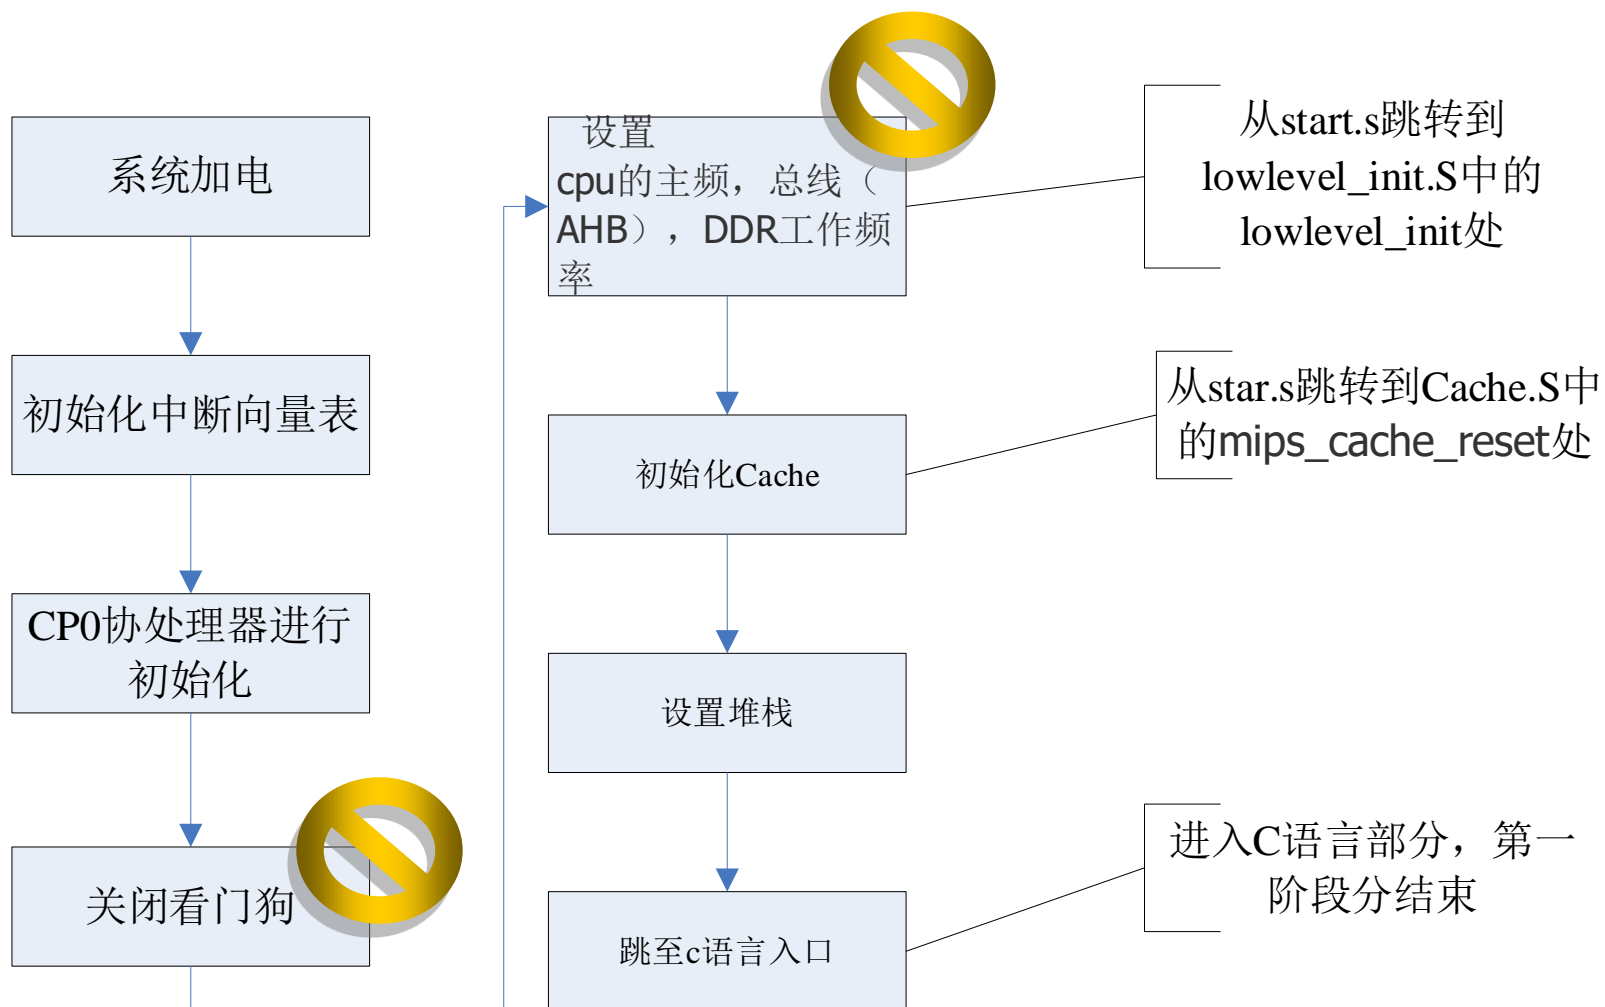 系统加电
初始化中断向量表
CP0协处理器进行
初始化
关闭看门狗
设置
cpu的主频，总线（
AHB），DDR工作频
率
初始化Cache
设置堆栈
跳至c语言入口
从start.s跳转到
lowlevel_init.S中的
lowlevel_init处
从star.s跳转到Cache.S中
的mips_cache_reset处
进入C语言部分，第一
阶段分结束